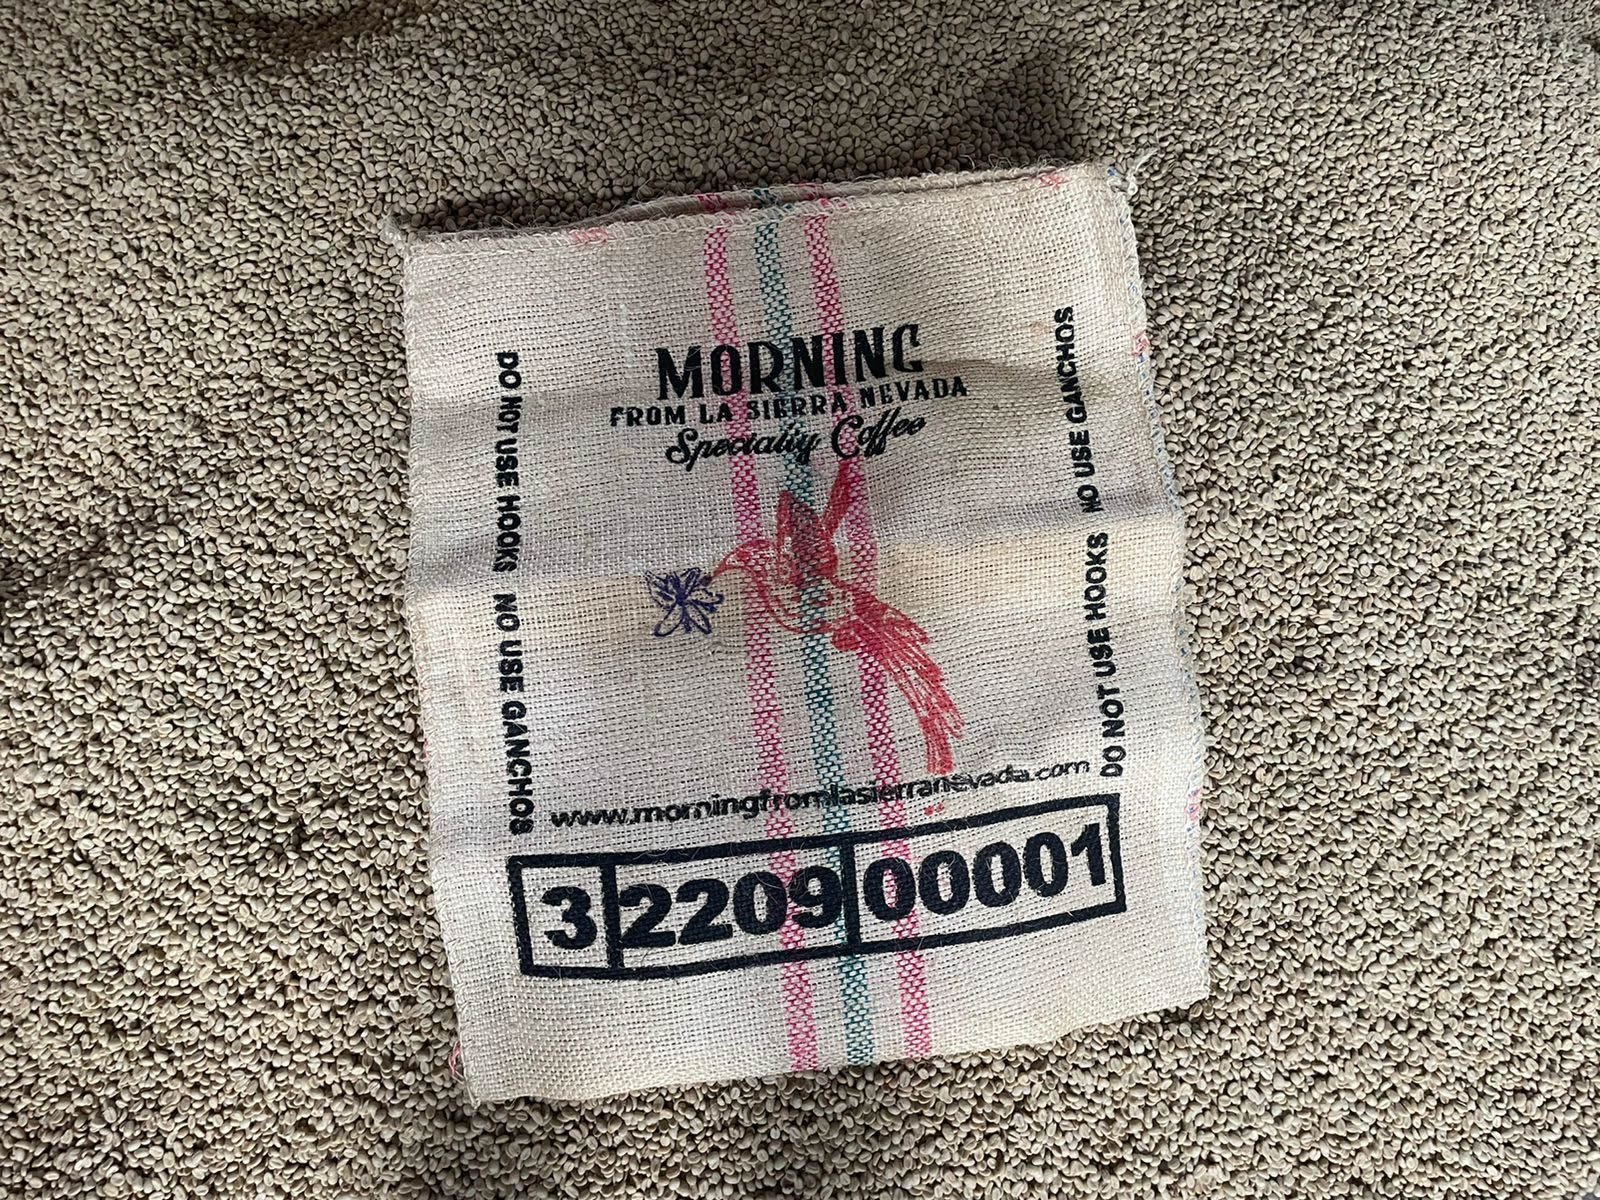 MORNING
FROM LA SIERRA NEVADA
Specialty Coffee
DO NOT USE HOOKS NO USE GANCHOS
DO NOT USE HOOKS NO USE GANCHOS
www.morningfromlasierranevada.com
3 2209 00001